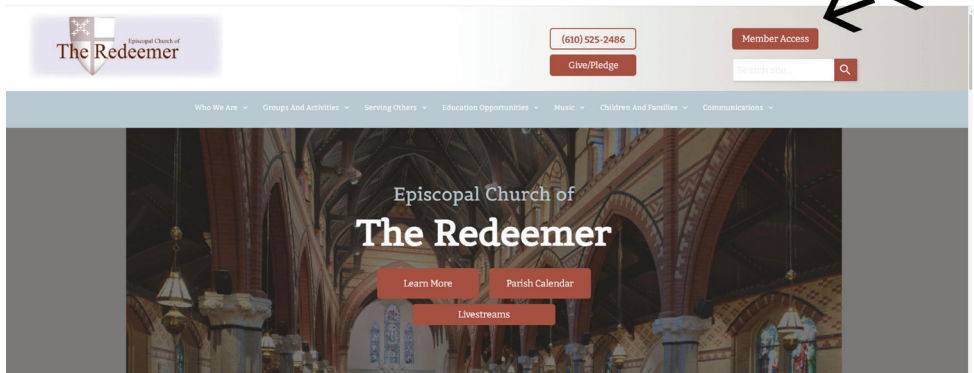 Episcopal Church of
The Redeemer
(610) 525-2486
Give/Pledge
Member Access
Search site...
Who We Are
Groups And Activities
Serving Others
Education Opportunities
Music
Children And Families
Communications
Episcopal Church of
The Redeemer
Learn More
Parish Calendar
Livestreams